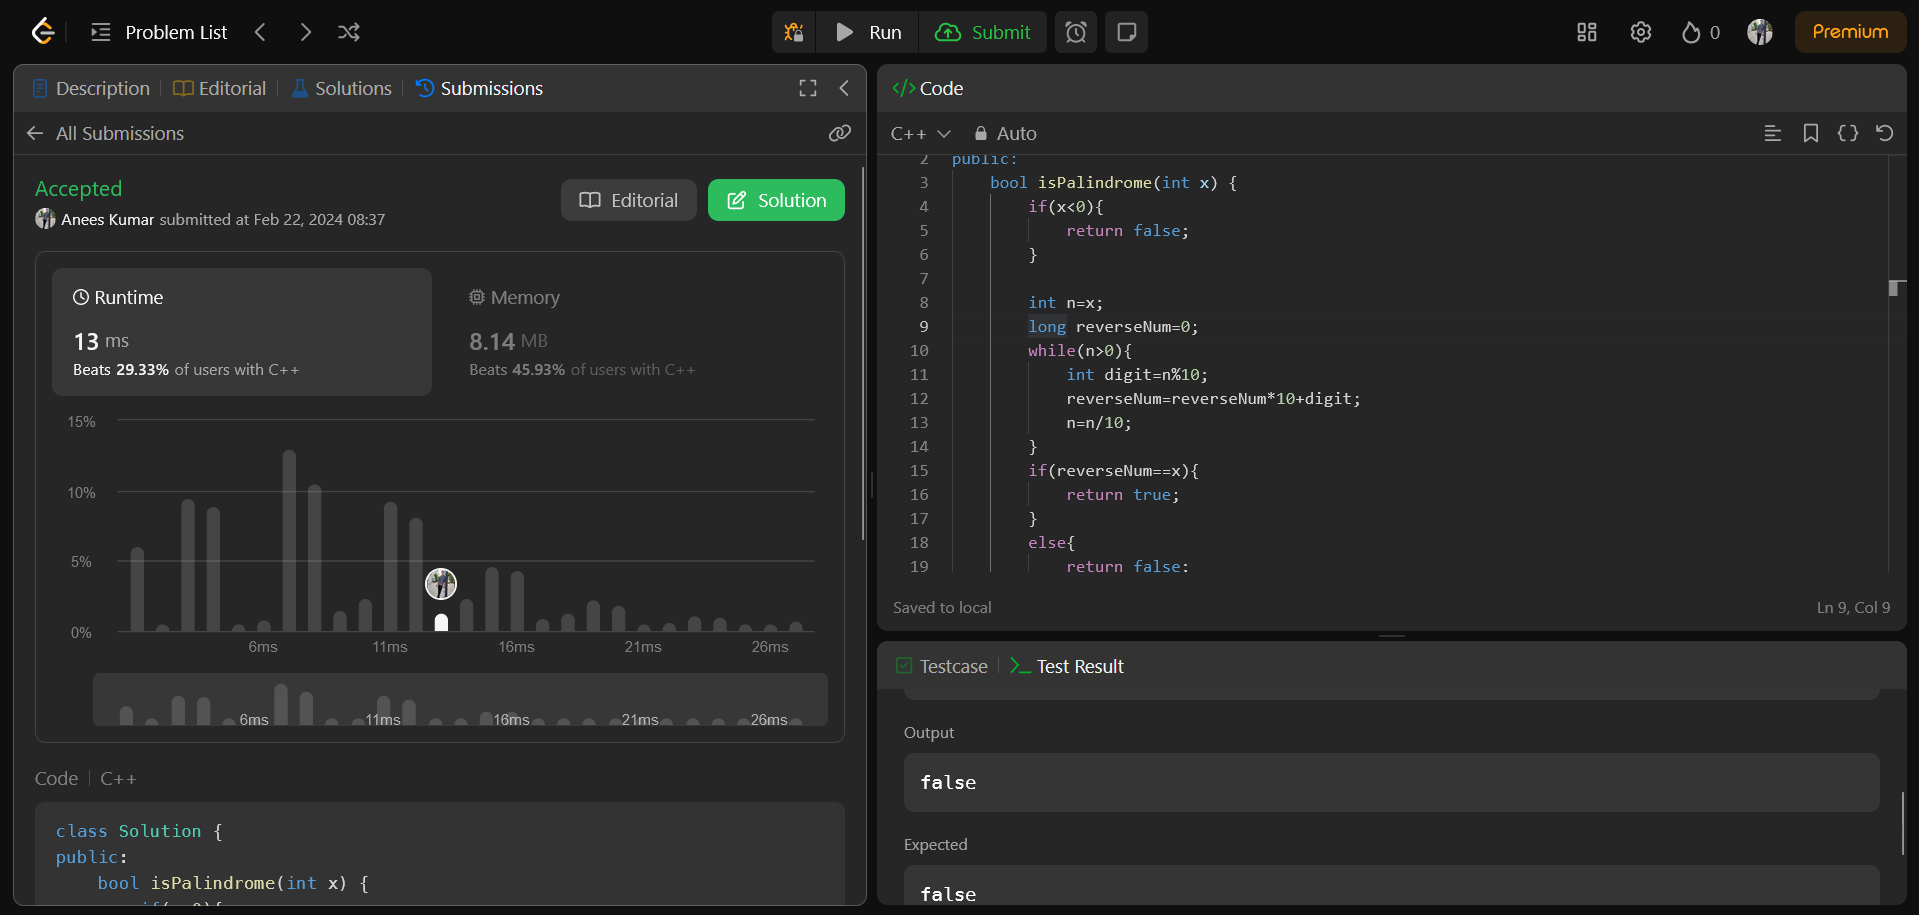 Problem List
Run
Submit
0
Premium
Description
Editorial
Solutions
Submissions
All Submissions
Accepted
Anees Kumar submitted at Feb 22, 2024 08:37
Editorial
Solution
Runtime
13 ms
Beats 29.33% of users with C++
Memory
8.14 MB
Beats 45.93% of users with C++
15%
10%
5%
0%
6ms 11ms 16ms 21ms 26ms
6ms 11ms 16ms 21ms 26ms
Code C++
class Solution {
public:
bool isPalindrome(int x) {
Code
C++ Auto
2 public:
3 bool isPalindrome(int x) {
4 if(x<0){
5 return false;
6 }
7
8 int n=x;
9 long reverseNum=0;
10 while(n>0){
11 int digit=n%10;
12 reverseNum=reverseNum*10+digit;
13 n=n/10;
14 }
15 if(reverseNum==x){
16 return true;
17 }
18 else{
19 return false;
Saved to local
Ln 9, Col 9
Testcase
>_ Test Result
Output
false
Expected
false